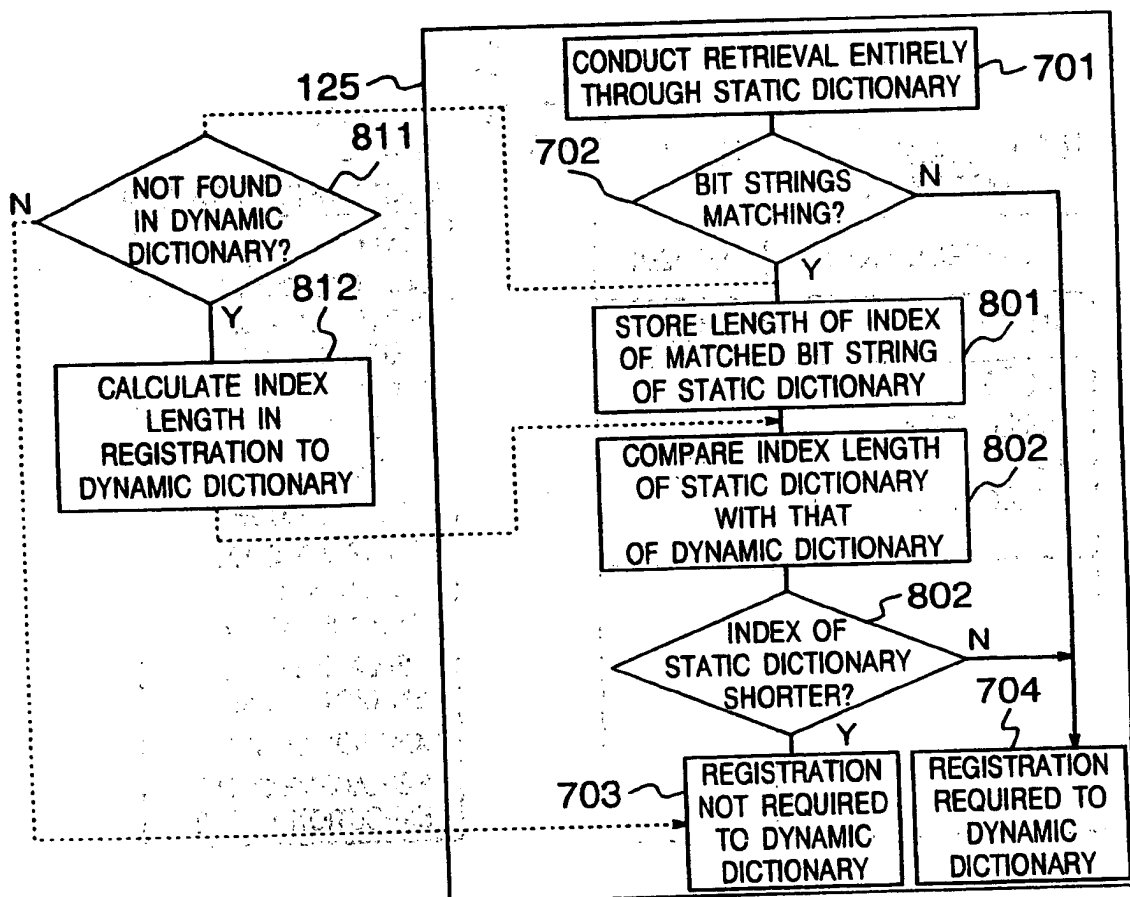 125
CONDUCT RETRIEVAL ENTIRELY
THROUGH STATIC DICTIONARY
701
702
BIT STRINGS
MATCHING?
N
Y
811
NOT FOUND
IN DYNAMIC
DICTIONARY?
N
Y
812
CALCULATE INDEX
LENGTH IN
REGISTRATION TO
DYNAMIC DICTIONARY
STORE LENGTH OF INDEX
OF MATCHED BIT STRING
OF STATIC DICTIONARY
801
COMPARE INDEX LENGTH
OF STATIC DICTIONARY
WITH THAT
OF DYNAMIC DICTIONARY
802
INDEX OF
STATIC DICTIONARY
SHORTER?
802
N
Y
703
REGISTRATION
NOT REQUIRED
TO DYNAMIC
DICTIONARY
704
REGISTRATION
REQUIRED TO
DYNAMIC
DICTIONARY